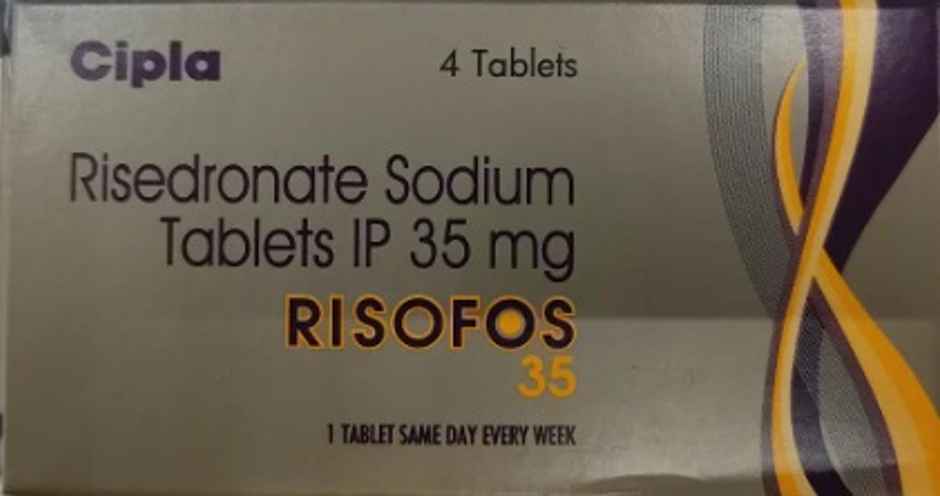 Cipla
4 Tablets
Risedronate Sodium
Tablets IP 35 mg
RISOFOS
35
1 TABLET SAME DAY EVERY WEEK